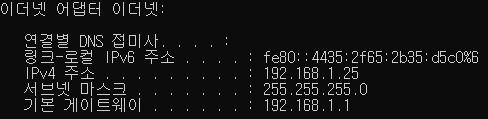 이더넷 어댑터 이더넷:
연결별 DNS 접미사. . . . :
링크-로컬 IPv6 주소 . . . . : fe80::4435:2f65:2b35:d5c0%6
IPv4 주소 . . . . . . . . . : 192.168.1.25
서브넷 마스크 . . . . . . . : 255.255.255.0
기본 게이트웨이 . . . . . . : 192.168.1.1